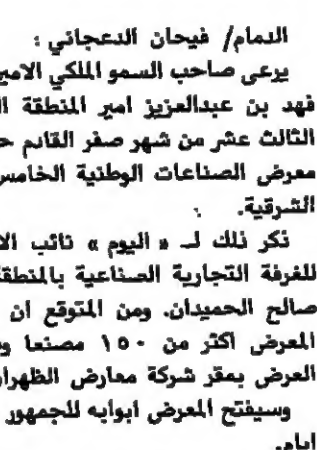 الدمام/ فيحان الدعجاني :
يرعى صاحب السمو الملكي الامير
فهد بن عبدالعزيز امير المنطقة
الثالث عشر من شهر صفر القادم
معرض الصناعات الوطنية الخامس
الشرقية.
ذكر ذلك لـ « اليوم » نائب
للغرفة التجارية الصناعية بالمنطقة
صالح الحميدان. ومن المتوقع ان
المعرض اكثر من ١٥٠ مصنعا
العرض بمقر شركة معارض الظهران
وسيفتح المعرض ابوابه للجمهور
ايام.